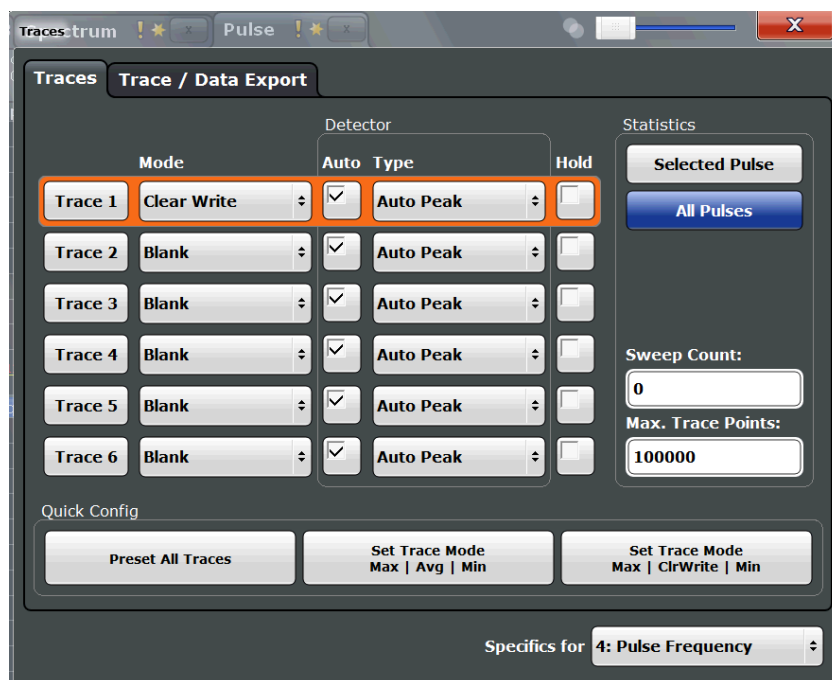 Traces
Spectrum
Pulse
Traces
Trace / Data Export
Detector
Statistics
Mode
Auto
Type
Hold
Selected Pulse
Trace 1
Clear Write
Auto Peak
All Pulses
Trace 2
Blank
Auto Peak
Trace 3
Blank
Auto Peak
Trace 4
Blank
Auto Peak
Sweep Count:
0
Trace 5
Blank
Auto Peak
Max. Trace Points:
Trace 6
Blank
Auto Peak
100000
Quick Config
Preset All Traces
Set Trace Mode
Max | Avg | Min
Set Trace Mode
Max | ClrWrite | Min
Specifics for
4: Pulse Frequency